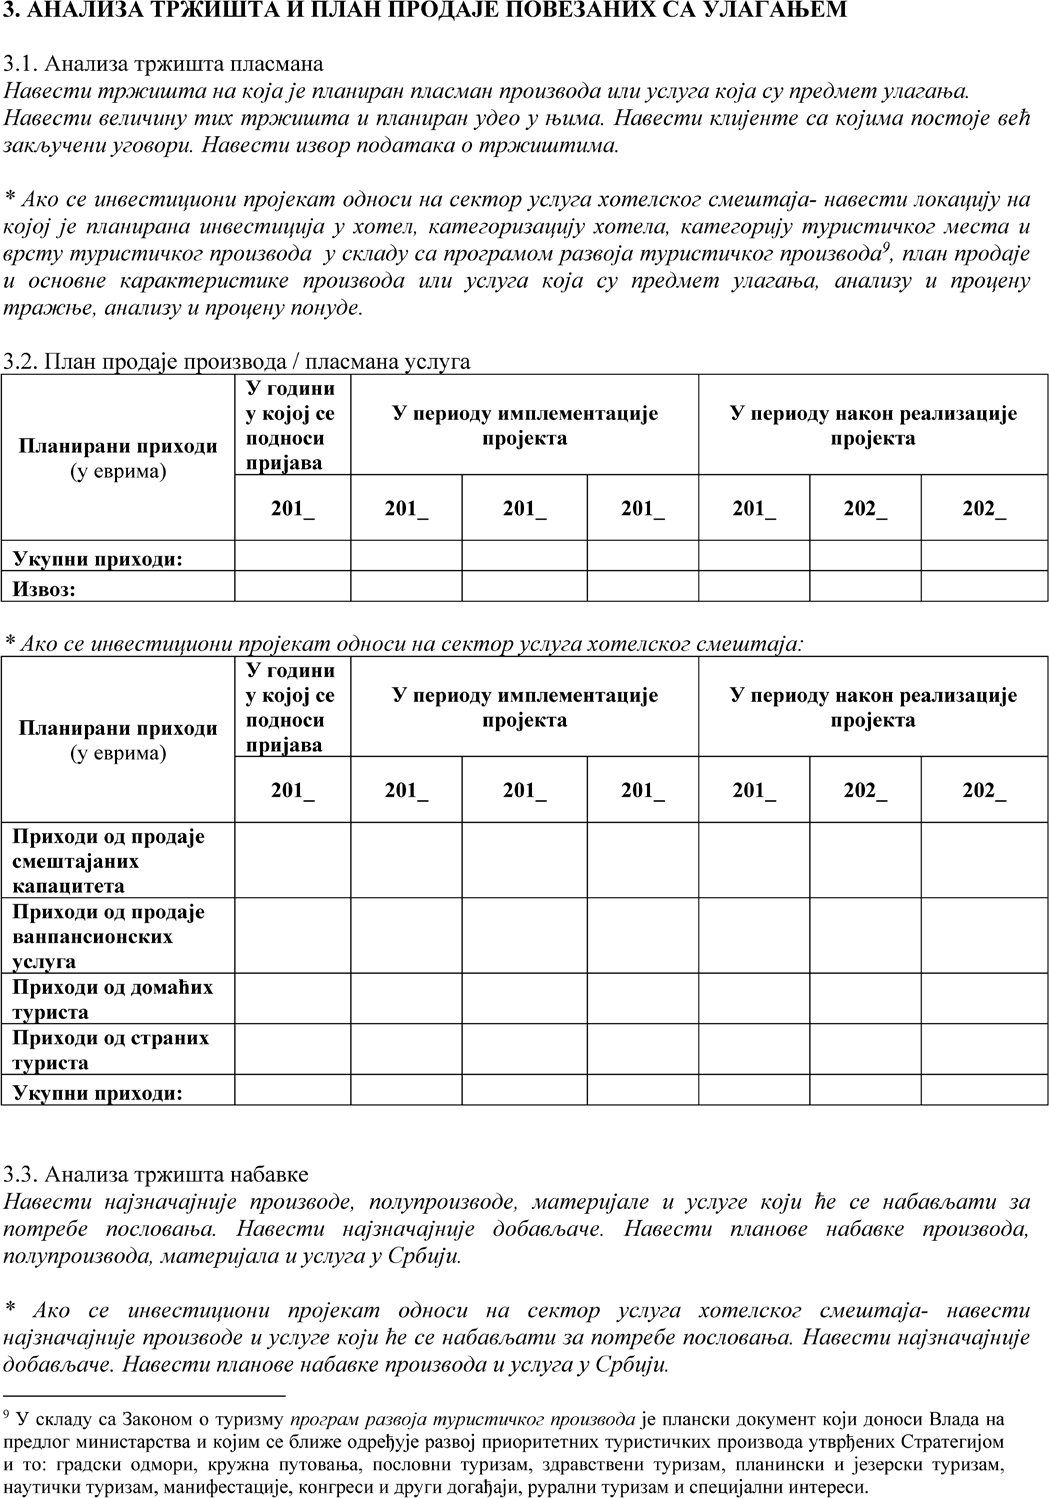 3. АНАЛИЗА ТРЖИШТА И ПЛАН ПРОДАЈЕ ПОВЕЗАНИХ СА УЛАГАЊЕМ
3.1. Анализа тржишта пласмана
Навести тржишта на која је планиран пласман производа или услуга која су предмет улагања.
Навести величину тих тржишта и планиран удео у њима. Навести клијенте са којима постоје већ
закључени уговори. Навести извор података о тржиштима.
* Ако се инвестициони пројекат односи на сектор услуга хотелског смештаја- навести локацију на
којој је планирана инвестиција у хотел, категоризацију хотела, категорију туристичког места и
врсту туристичког производа у складу са програмом развоја туристичког производа⁹, план продаје
и основне карактеристике производа или услуга која су предмет улагања, анализу и процену
тражње, анализу и процену понуде.
3.2. План продаје производа / пласмана услуга
Планирани приходи
(у еврима)
У години
у којој се
подноси
пријава
У периоду имплементације
пројекта
У периоду након реализације
пројекта
201_ 201_ 201_ 201_ 201_ 202_ 202_
Укупни приходи:
Извоз:
* Ако се инвестициони пројекат односи на сектор услуга хотелског смештаја:
Планирани приходи
(у еврима)
У години
у којој се
подноси
пријава
У периоду имплементације
пројекта
У периоду након реализације
пројекта
201_ 201_ 201_ 201_ 201_ 202_ 202_
Приходи од продаје
смештајаних
капацитета
Приходи од продаје
ванпансионских
услуга
Приходи од домаћих
туриста
Приходи од страних
туриста
Укупни приходи:
3.3. Анализа тржишта набавке
Навести најзначајније производе, полупроизводе, материјале и услуге који ће се набављати за
потребе пословања. Навести најзначајније добављаче. Навести планове набавке производа,
полупроизвода, материјала и услуга у Србији.
* Ако се инвестициони пројекат односи на сектор услуга хотелског смештаја- навести
најзначајније производе и услуге који ће се набављати за потребе пословања. Навести најзначајније
добављаче. Навести планове набавке производа и услуга у Србији.
⁹ У складу са Законом о туризму програм развоја туристичког производа је плански документ који доноси Влада на
предлог министарства и којим се ближе одређује развој приоритетних туристичких производа утврђених Стратегијом
и то: градски одмори, кружна путовања, пословни туризам, здравствени туризам, планински и језерски туризам,
наутички туризам, манифестације, конгреси и други догађаји, рурални туризам и специјални интереси.